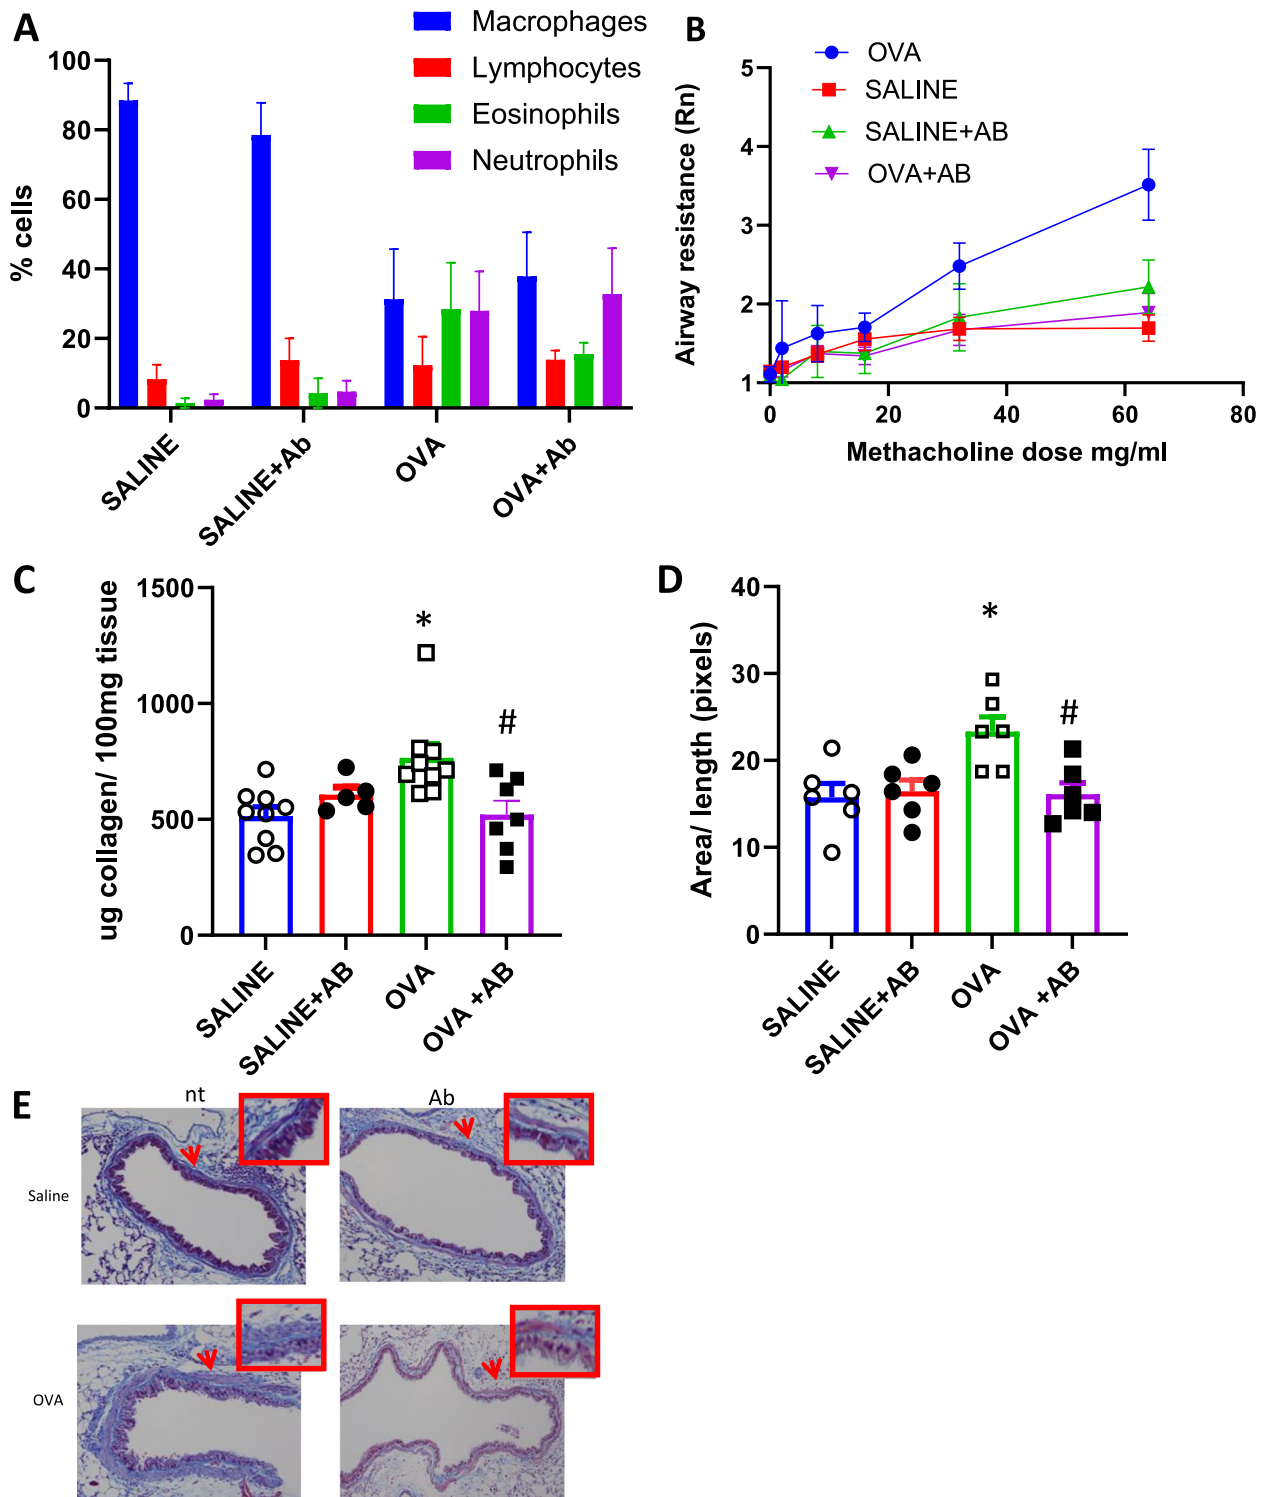 A
Macrophages
Lymphocytes
Eosinophils
Neutrophils
100
80
60
40
20
0
% cells
SALINE
SALINE+Ab
OVA
OVA+Ab
B
OVA
SALINE
SALINE+AB
OVA+AB
5
4
3
2
1
Airway resistance (Rn)
0
20
40
60
80
Methacholine dose mg/ml
C
1500
1000
500
0
ug collagen/ 100mg tissue
*
#
SALINE
SALINE+AB
OVA
OVA +AB
D
40
30
20
10
0
Area/ length (pixels)
*
#
SALINE
SALINE+AB
OVA
OVA +AB
E
nt
Ab
Saline
OVA